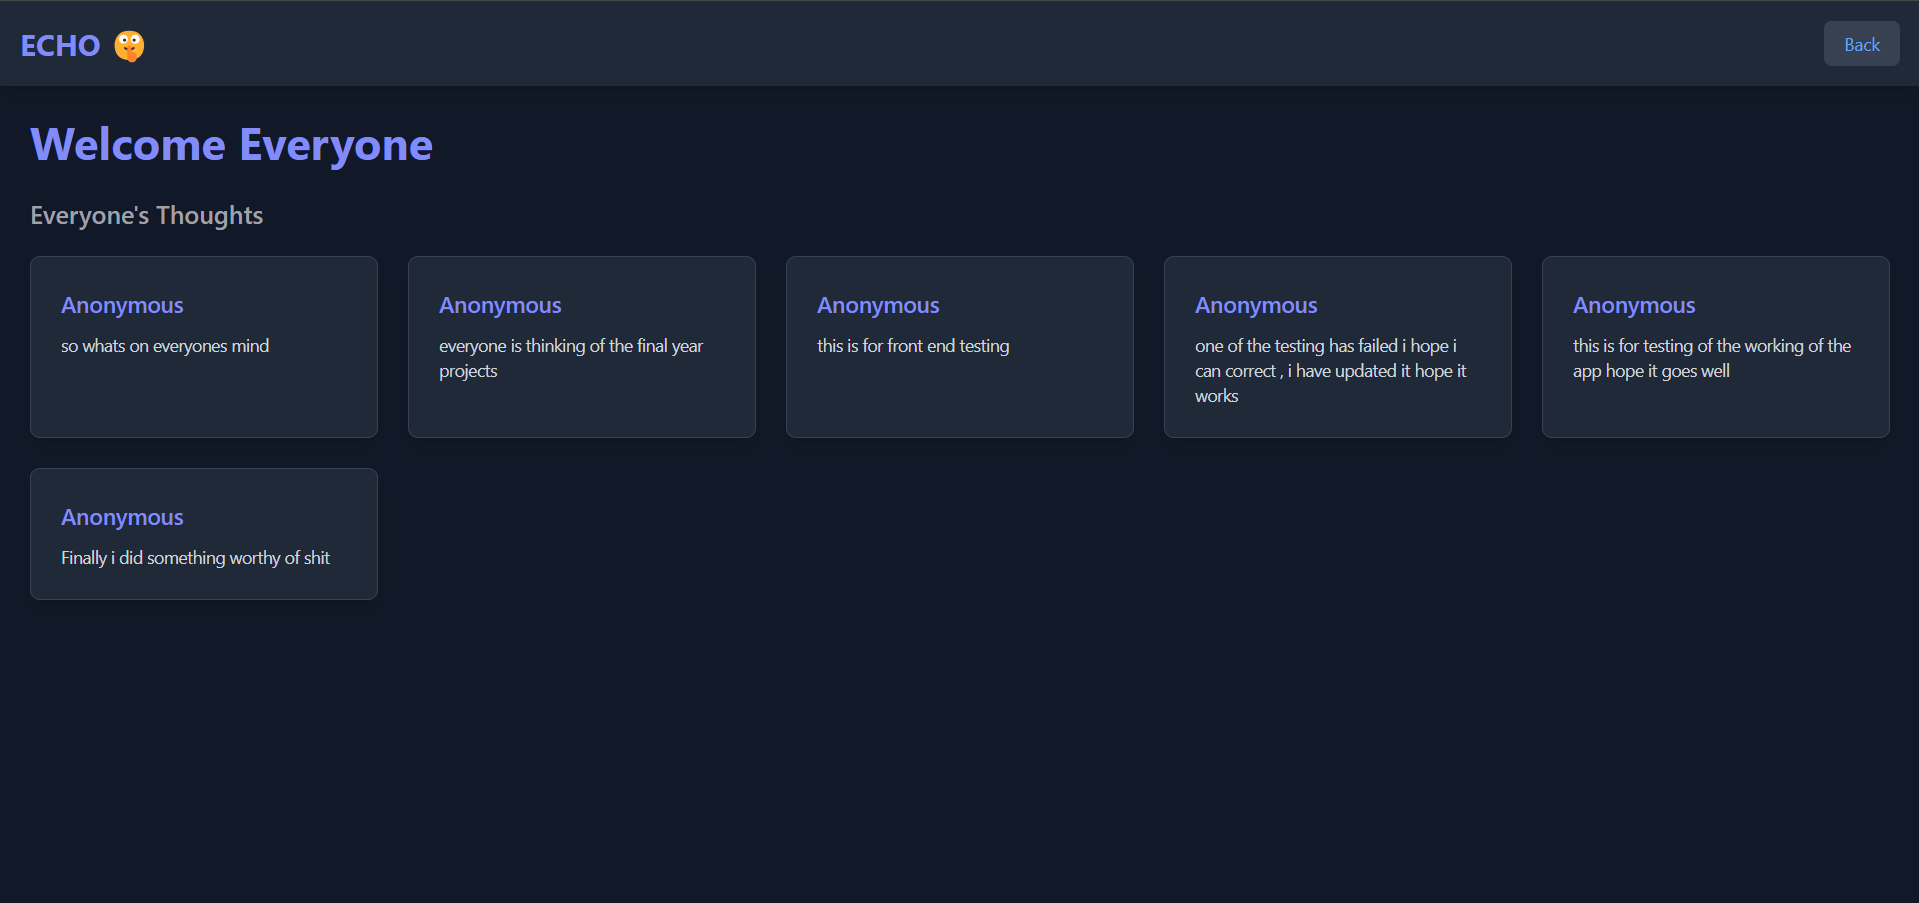 ECHO 🤫
Back
Welcome Everyone
Everyone's Thoughts
Anonymous
so whats on everyones mind
Anonymous
everyone is thinking of the final year
projects
Anonymous
this is for front end testing
Anonymous
one of the testing has failed i hope i
can correct , i have updated it hope it
works
Anonymous
this is for testing of the working of the
app hope it goes well
Anonymous
Finally i did something worthy of shit